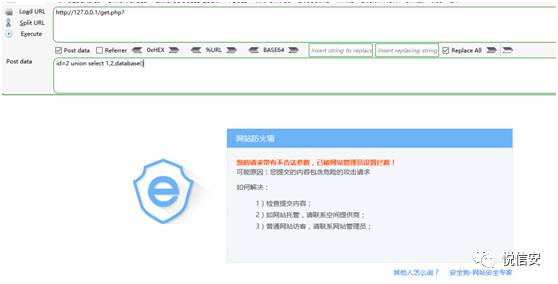 Load URL
http://127.0.0.1/get.php?
Split URL
Execute
Post data Referrer 0xHEX %URL BASE64 Insert string to replace Insert replacing string Replace All
Post data
id=2 union select 1,2,database()
网站防火墙
您的请求带有不合法参数，已被网站管理员设置拦截！
可能原因：您提交的内容包含危险的攻击请求
如何解决：
1）检查提交内容；
2）如网站托管，请联系空间提供商；
3）普通网站访客，请联系网站管理员；
悦信安
其他人怎么说？ 安全狗-网站安全专家